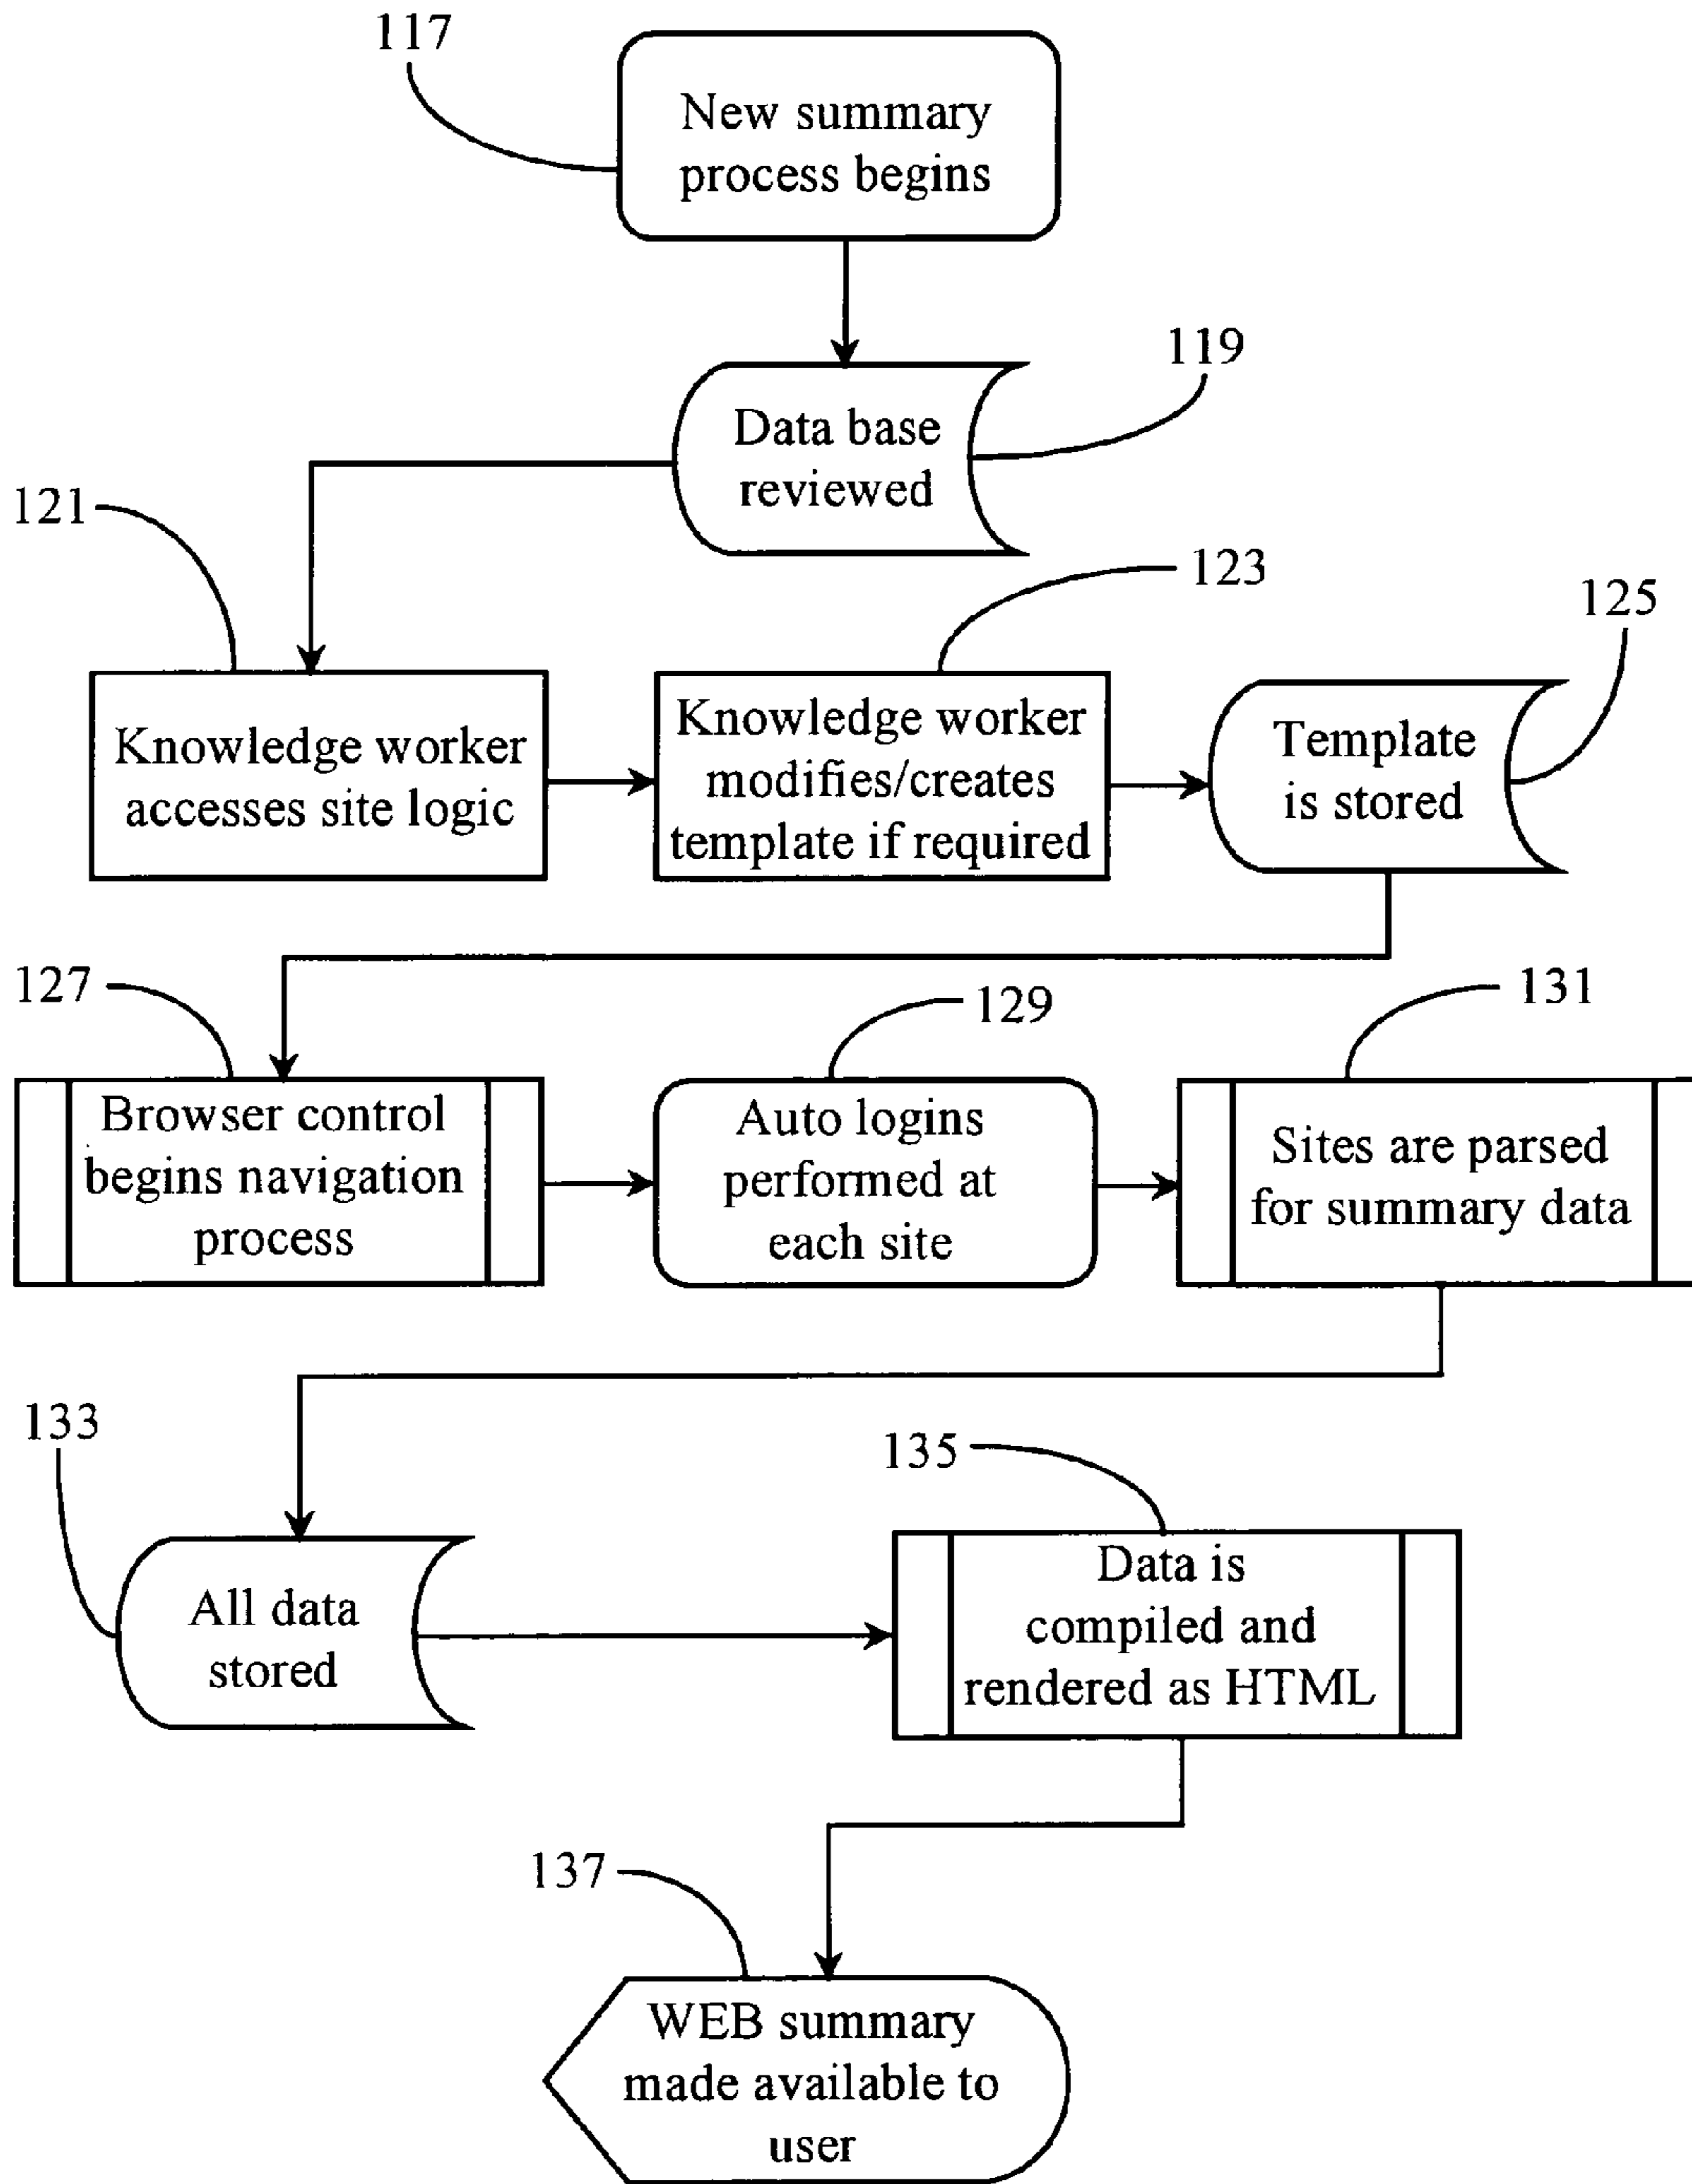 117
New summary
process begins
119
Data base
reviewed
121
123
125
Knowledge worker
accesses site logic
Knowledge worker
modifies/creates
template if required
Template
is stored
127
129
131
Browser control
begins navigation
process
Auto logins
performed at
each site
Sites are parsed
for summary data
133
135
All data
stored
Data is
compiled and
rendered as HTML
137
WEB summary
made available to
user